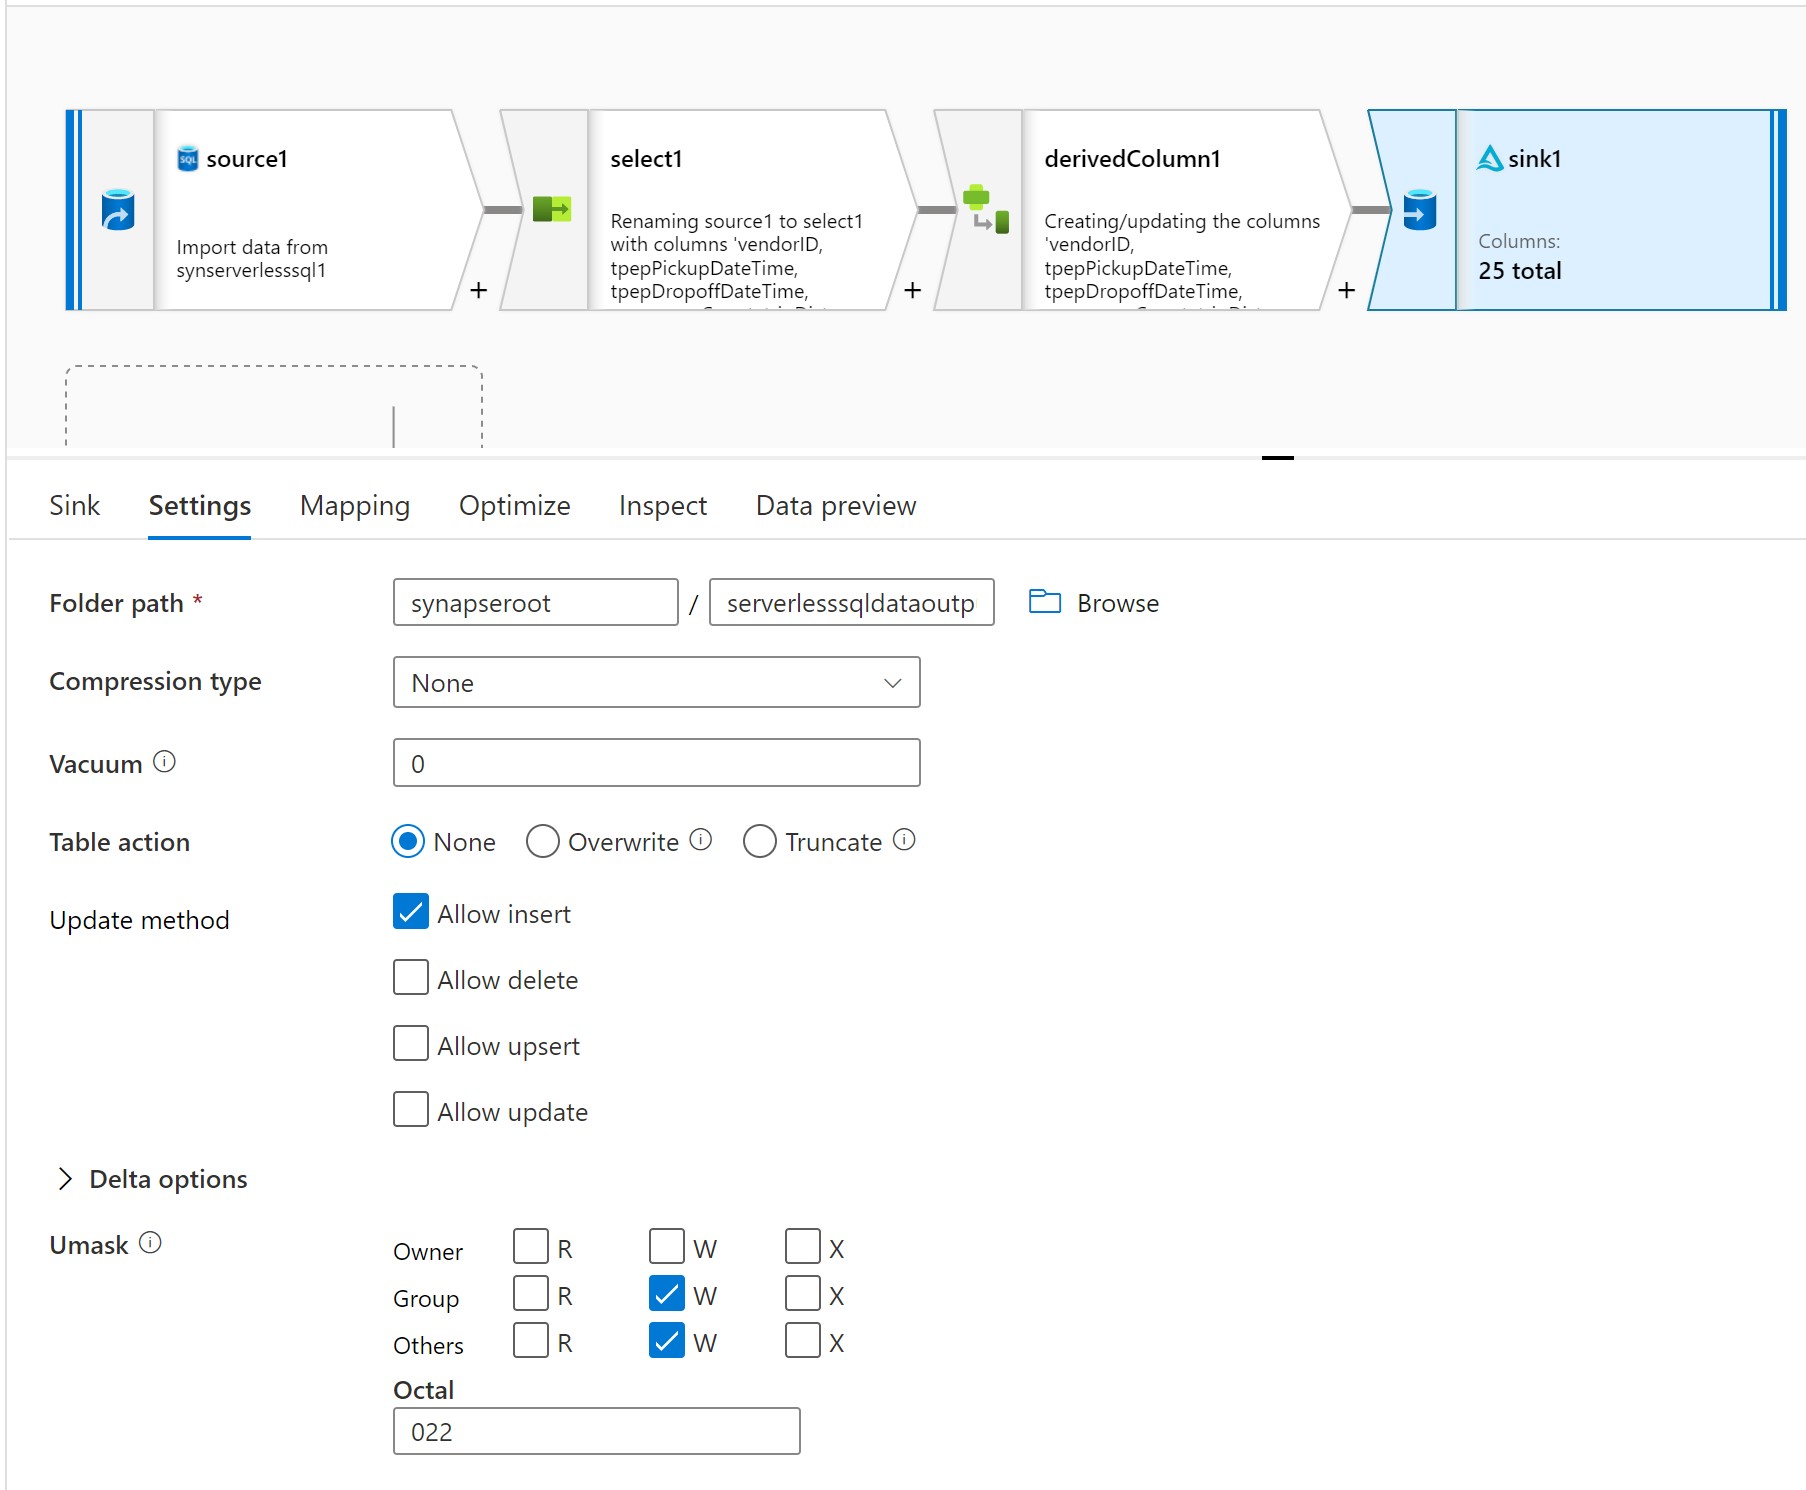 source1
Import data from
synserverlesssql1
+
select1
Renaming source1 to select1
with columns 'vendorID,
tpepPickupDateTime,
tpepDropoffDateTime,
+
derivedColumn1
Creating/updating the columns
'vendorID,
tpepPickupDateTime,
tpepDropoffDateTime,
+
sink1
Columns:
25 total
Sink Settings Mapping Optimize Inspect Data preview
Folder path * synapseroot / serverlesssqldataoutp Browse
Compression type None
Vacuum 0
Table action None Overwrite Truncate
Update method Allow insert
Allow delete
Allow upsert
Allow update
Delta options
Umask Owner R W X
Group R W X
Others R W X
Octal
022